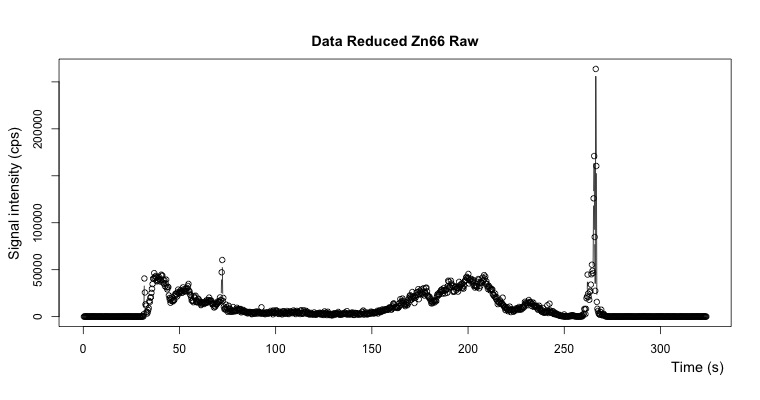 Data Reduced Zn66 Raw
Signal intensity (cps)
200000
100000
50000
0
0 50 100 150 200 250 300
Time (s)